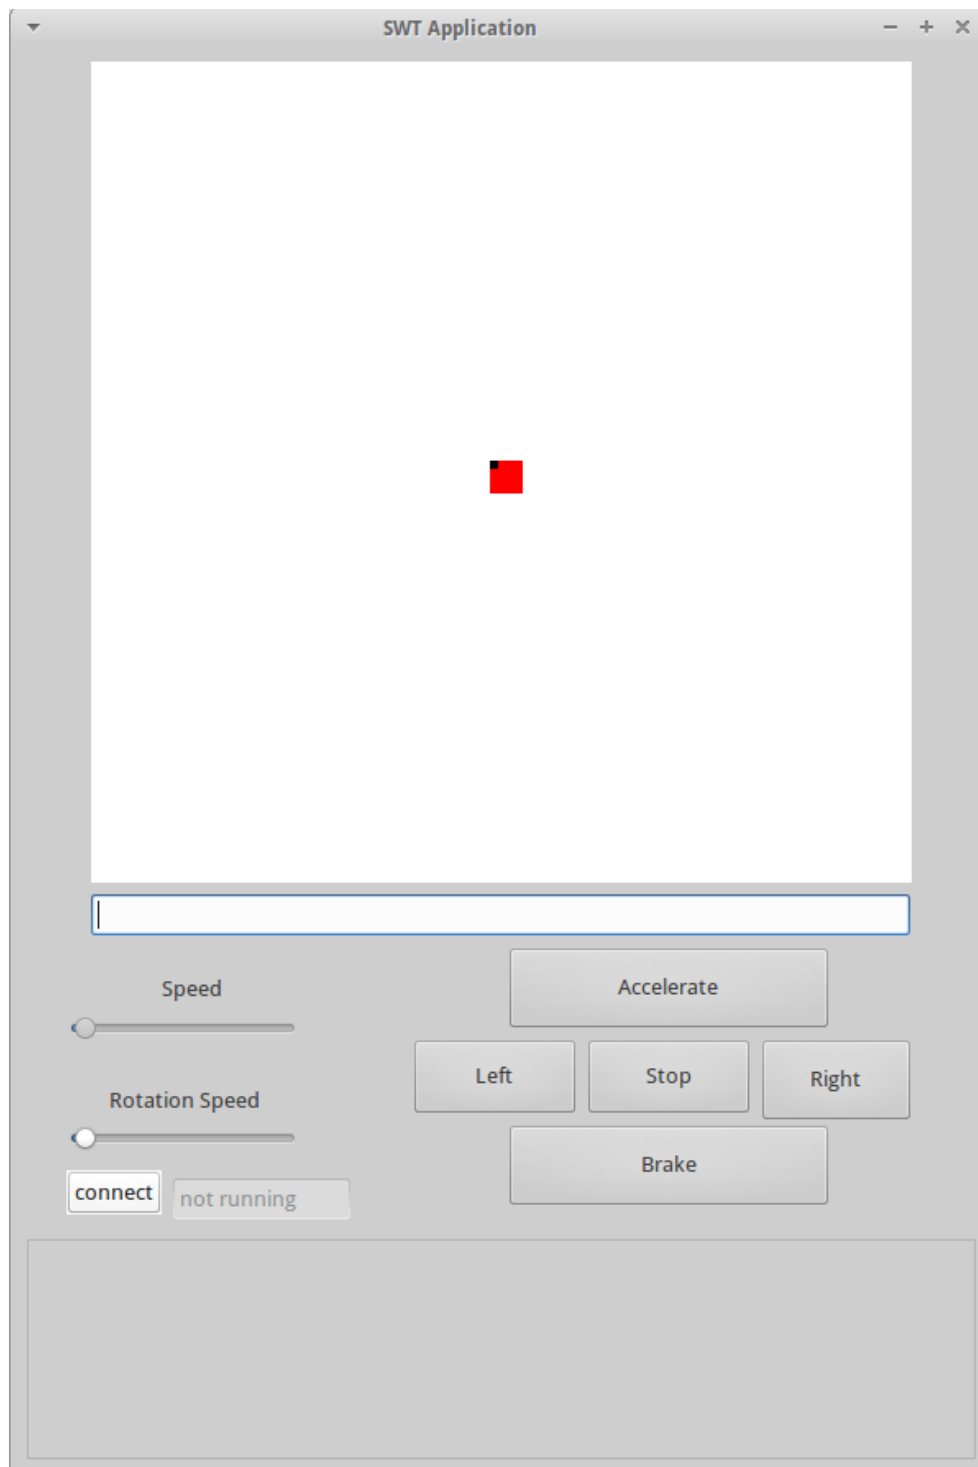 SWT Application
Speed
Accelerate
Left
Stop
Right
Rotation Speed
Brake
connect
not running